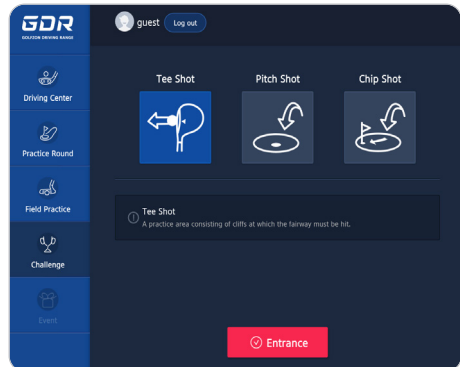 GDR
GOLFZON DRIVING RANGE
guest
Log out
Driving Center
Practice Round
Field Practice
Challenge
Event
Tee Shot
Pitch Shot
Chip Shot
Tee Shot
A practice area consisting of cliffs at which the fairway must be hit.
Entrance